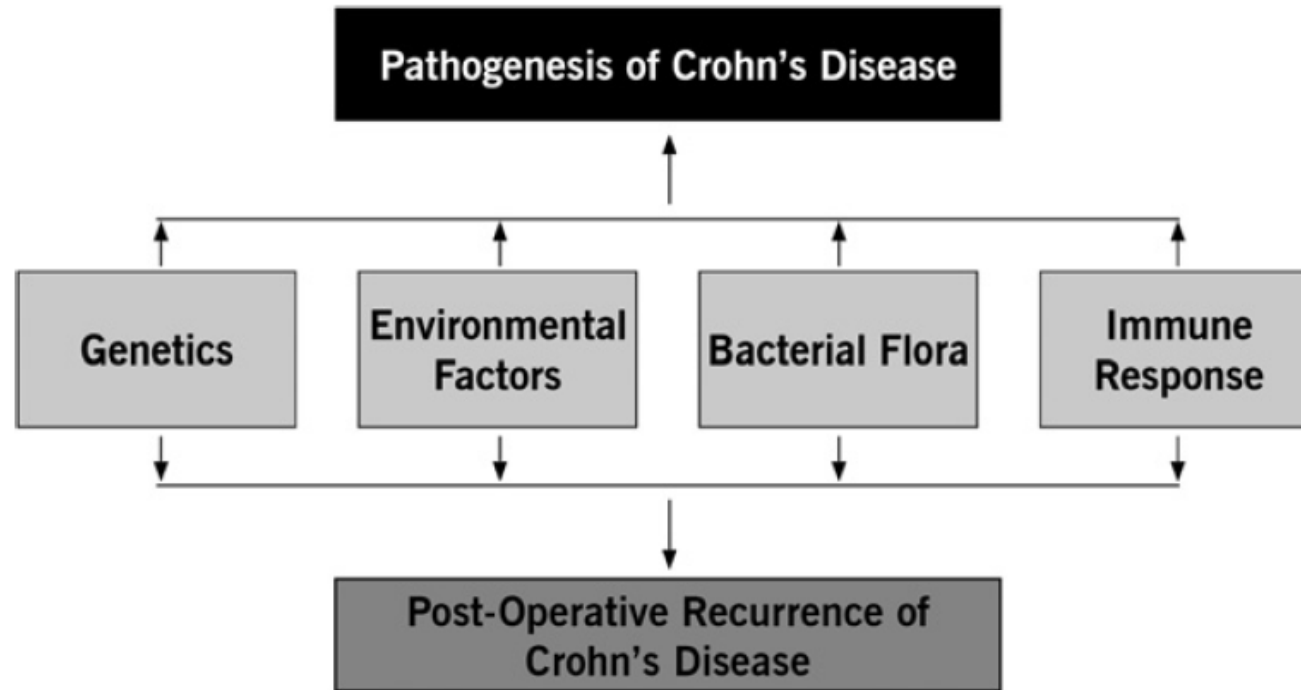 Pathogenesis of Crohn's Disease
Genetics
Environmental
Factors
Bacterial Flora
Immune
Response
Post-Operative Recurrence of
Crohn's Disease